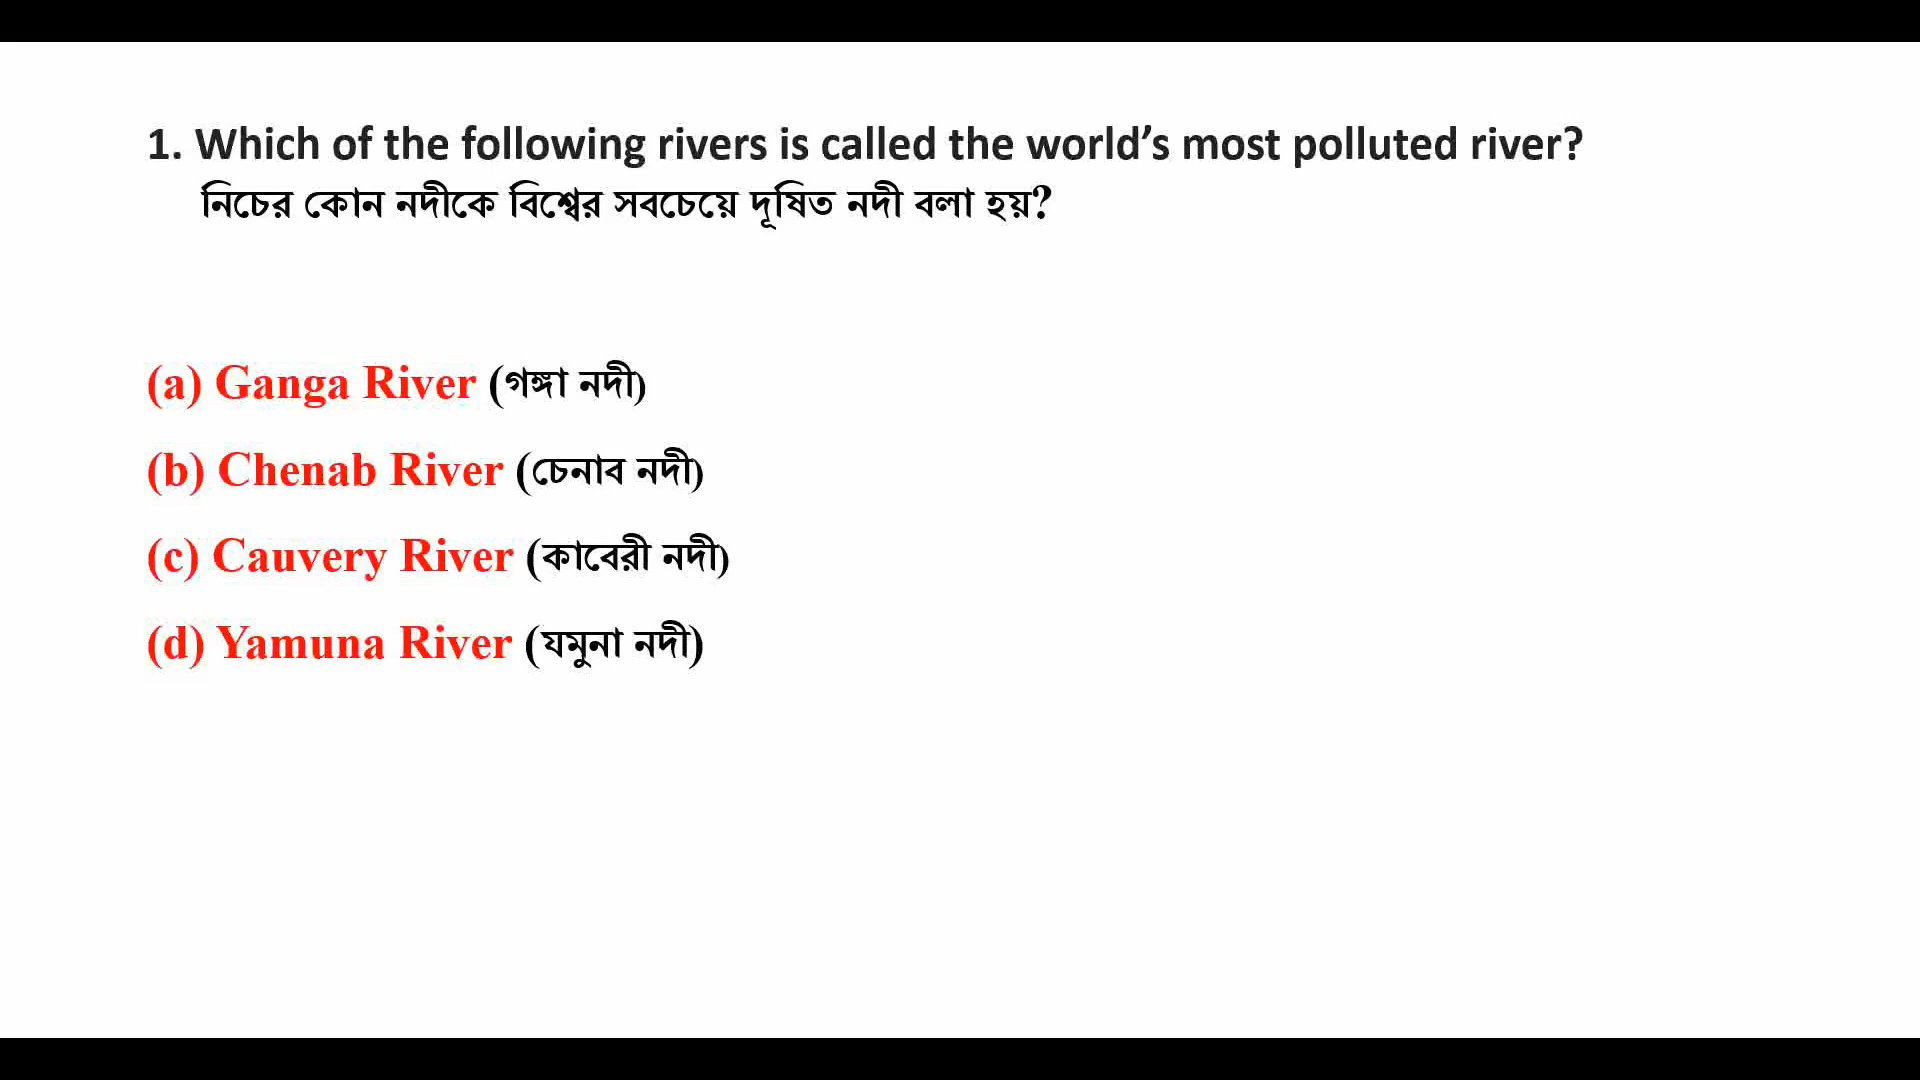 1. Which of the following rivers is called the world’s most polluted river?
নিচের কোন নদীকে বিশ্বের সবচেয়ে দূষিত নদী বলা হয়?
(a) Ganga River (গঙ্গা নদী)
(b) Chenab River (চেনাব নদী)
(c) Cauvery River (কাবেরী নদী)
(d) Yamuna River (যমুনা নদী)